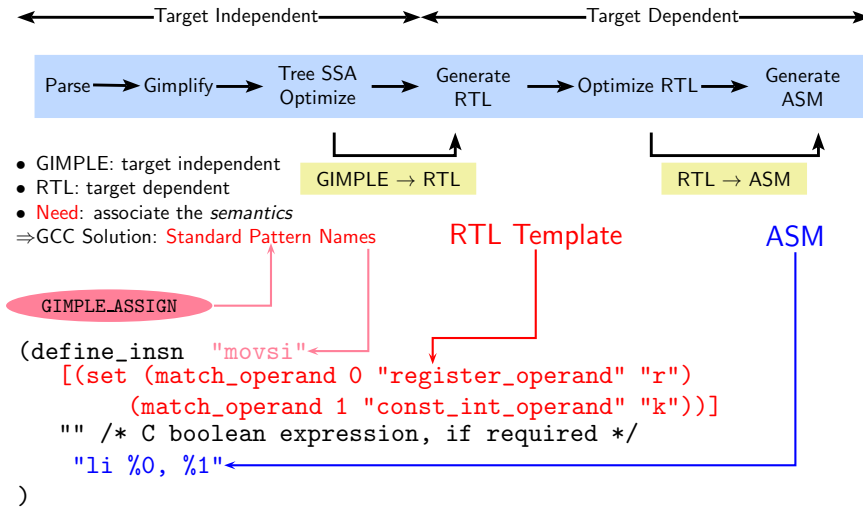 Target Independent Target Dependent
Parse Gimplify Tree SSA Optimize Generate RTL Optimize RTL Generate ASM
GIMPLE → RTL RTL → ASM
• GIMPLE: target independent
• RTL: target dependent
• Need: associate the semantics
⇒GCC Solution: Standard Pattern Names
RTL Template
ASM
GIMPLE_ASSIGN
(define_insn "movsi"
[(set (match_operand 0 "register_operand" "r")
(match_operand 1 "const_int_operand" "k"))]
"" /* C boolean expression, if required */
"li %0, %1"
)